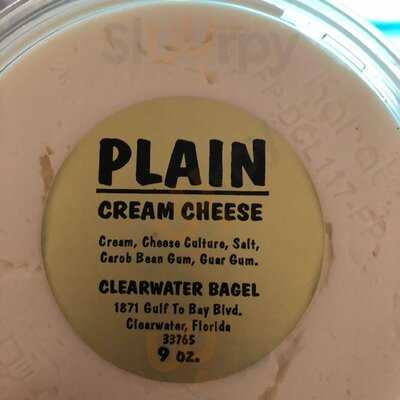 PLAIN
CREAM CHEESE
Cream, Cheese Culture, Salt,
Carob Bean Gum, Guar Gum.
CLEARWATER BAGEL
1871 Gulf To Bay Blvd.
Clearwater, Florida
33765
9 oz.